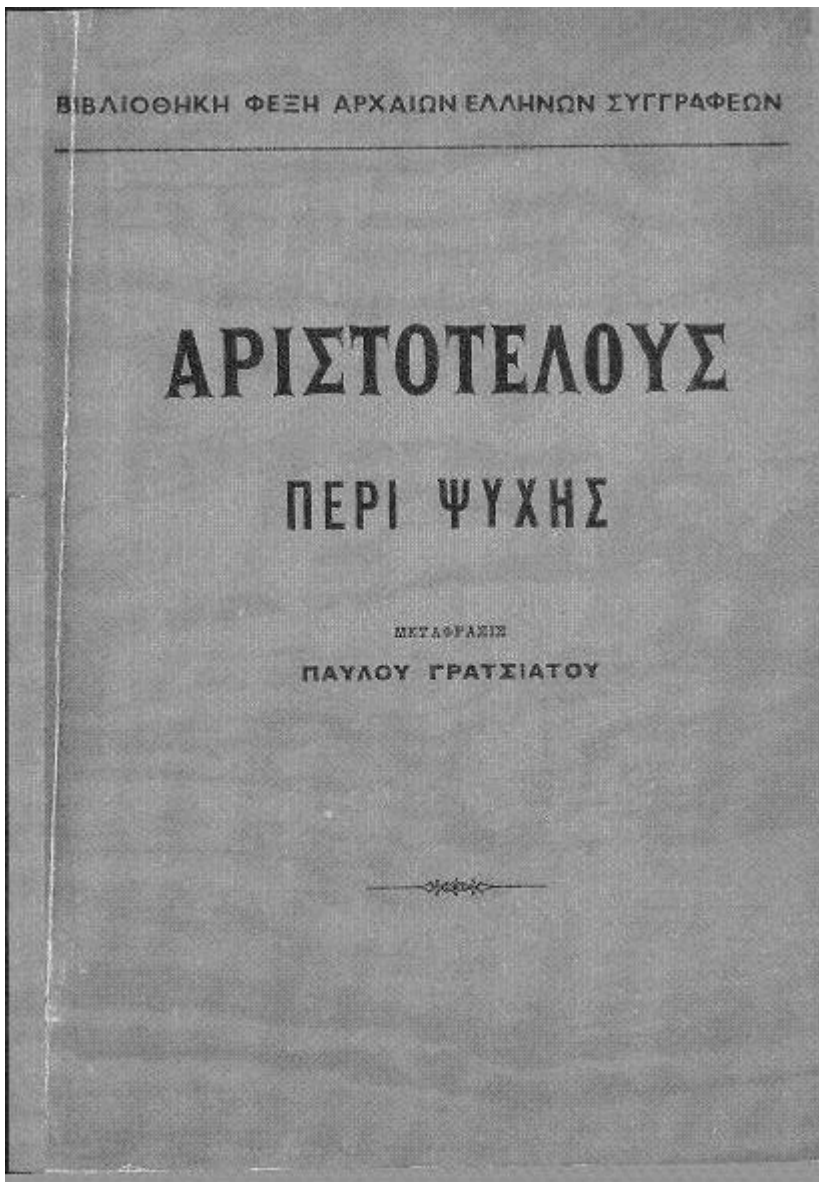 ΒΙΒΛΙΟΘΗΚΗ ΦΕΞΗ ΑΡΧΑΙΩΝ ΕΛΛΗΝΩΝ ΣΥΓΓΡΑΦΕΩΝ
ΑΡΙΣΤΟΤΕΛΟΥΣ
ΠΕΡΙ ΨΥΧΗΣ
ΜΕΤΑΦΡΑΣΙΣ
ΠΑΥΛΟΥ ΓΡΑΤΣΙΑΤΟΥ